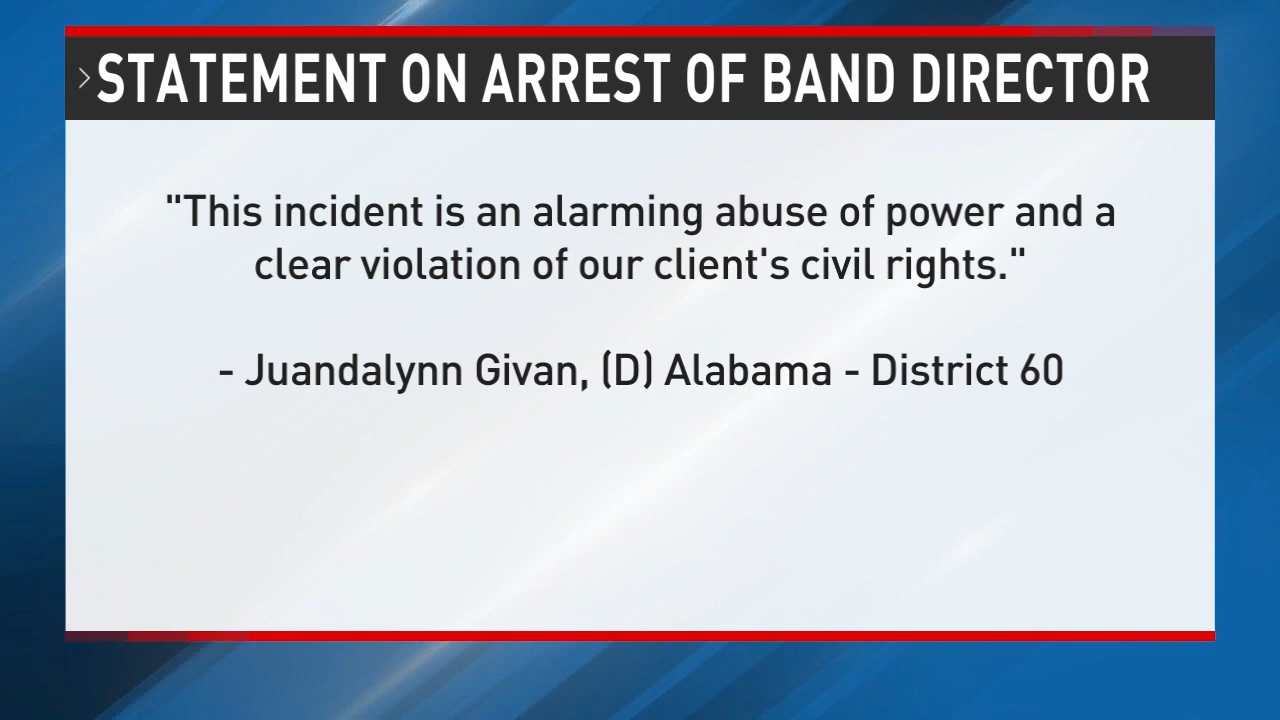 STATEMENT ON ARREST OF BAND DIRECTOR
"This incident is an alarming abuse of power and a
clear violation of our client's civil rights."
- Juandalynn Givan, (D) Alabama - District 60